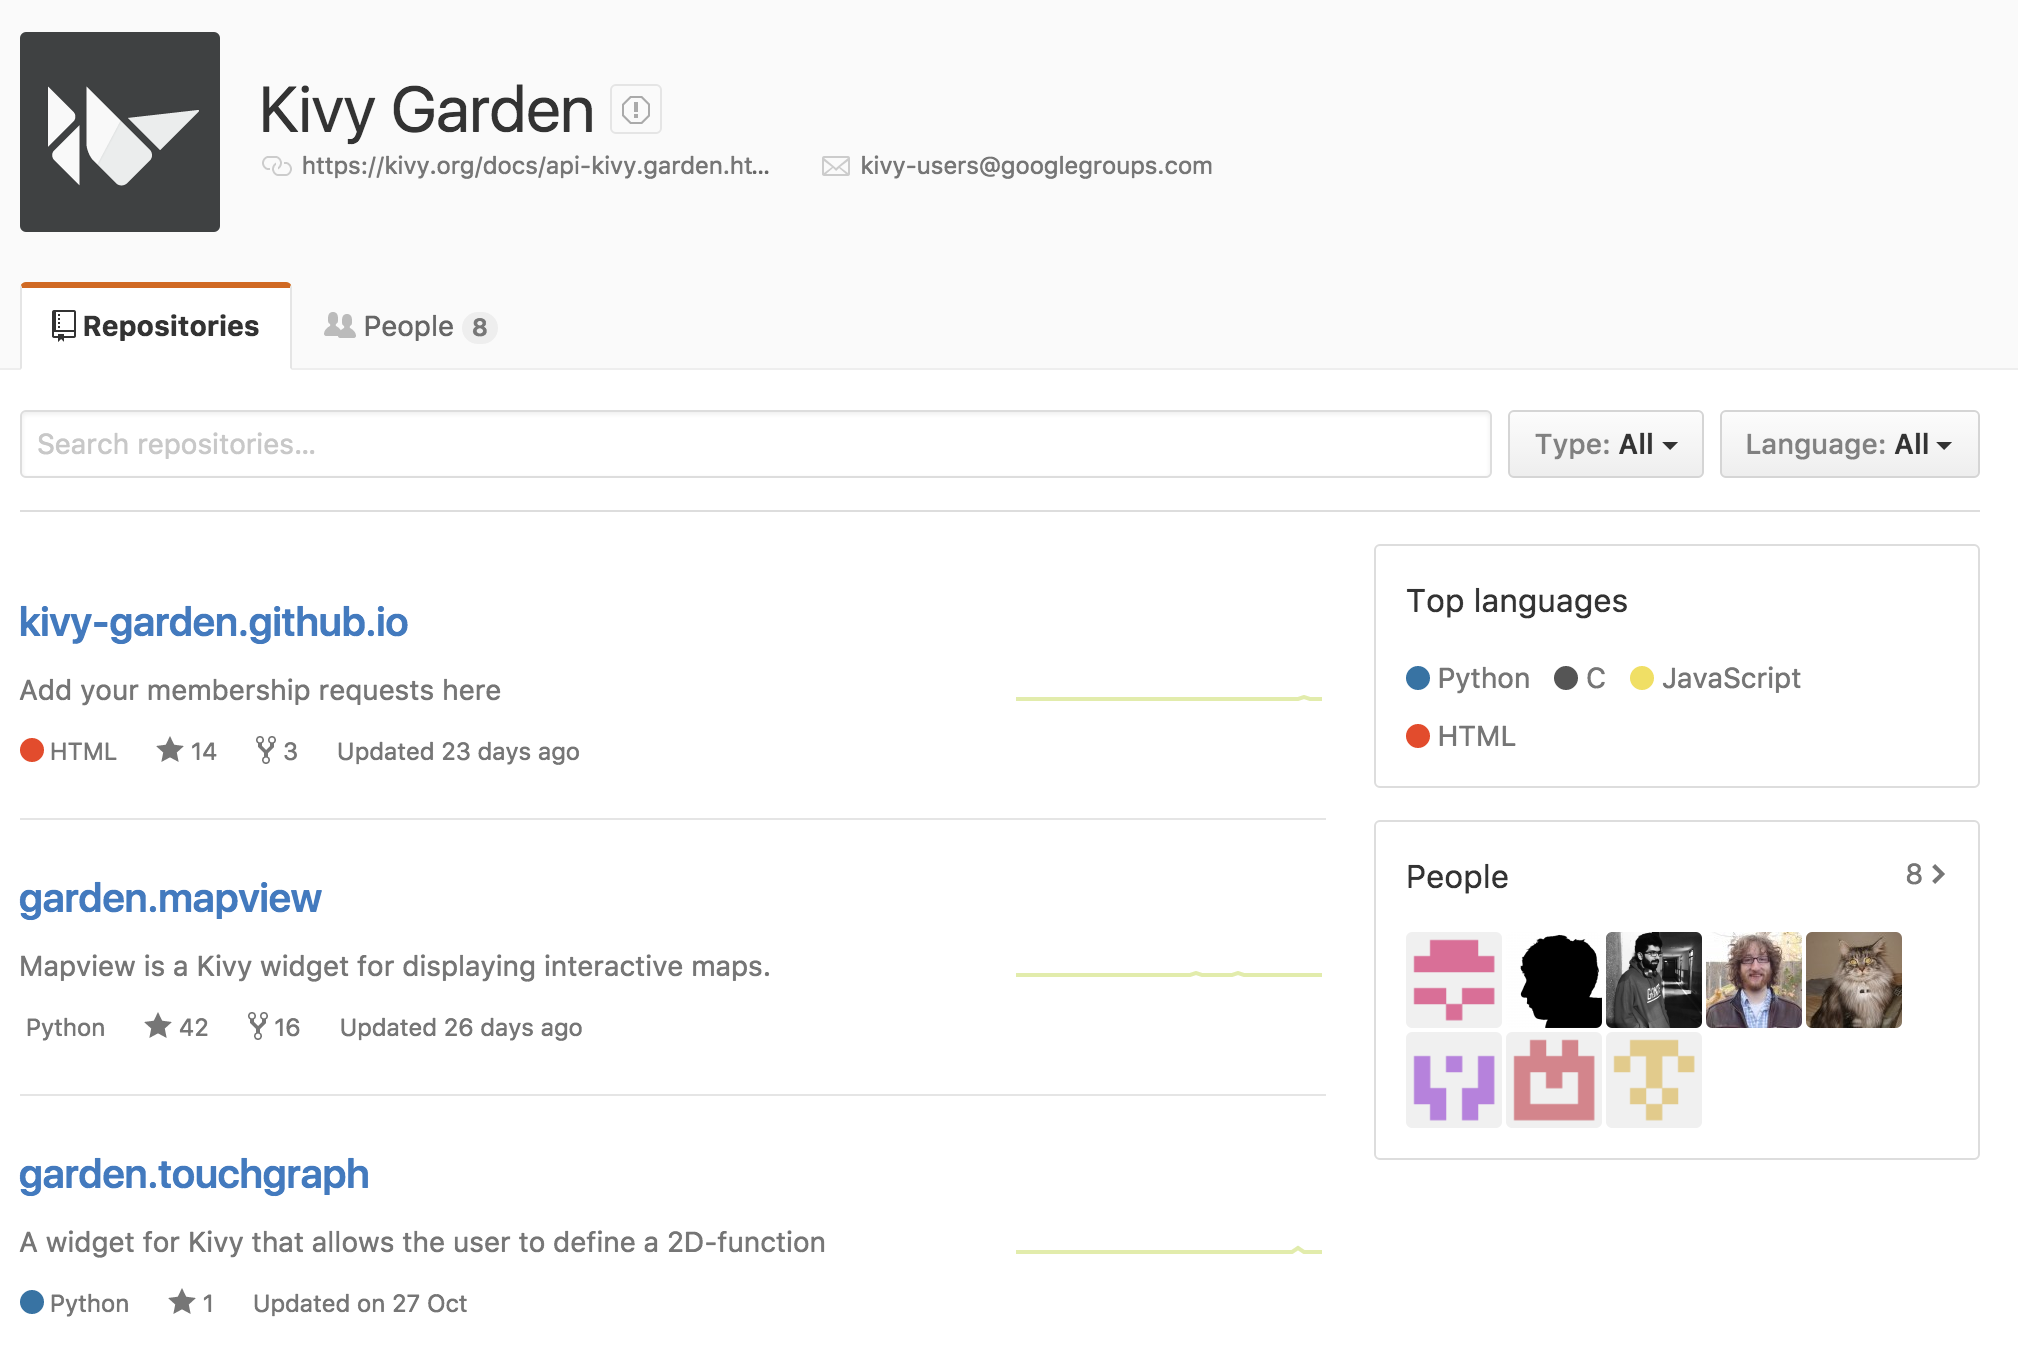 Kivy Garden
https://kivy.org/docs/api-kivy.garden.ht... kivy-users@googlegroups.com
Repositories People 8
Search repositories... Type: All Language: All
kivy-garden.github.io
Add your membership requests here
HTML 14 3 Updated 23 days ago
garden.mapview
Mapview is a Kivy widget for displaying interactive maps.
Python 42 16 Updated 26 days ago
garden.touchgraph
A widget for Kivy that allows the user to define a 2D-function
Python 1 Updated on 27 Oct
Top languages
Python C JavaScript
HTML
People 8